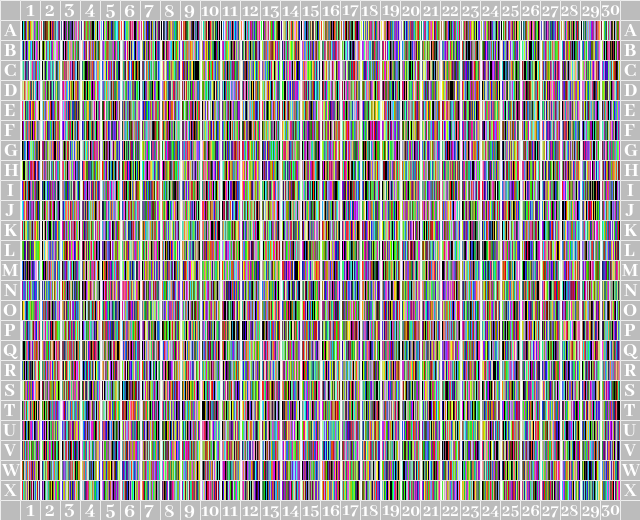 1 2 3 4 5 6 7 8 9 10 11 12 13 14 15 16 17 18 19 20 21 22 23 24 25 26 27 28 29 30
A A
B B
C C
D D
E E
F F
G G
H H
I I
J J
K K
L L
M M
N N
O O
P P
Q Q
R R
S S
T T
U U
V V
W W
X X
1 2 3 4 5 6 7 8 9 10 11 12 13 14 15 16 17 18 19 20 21 22 23 24 25 26 27 28 29 30